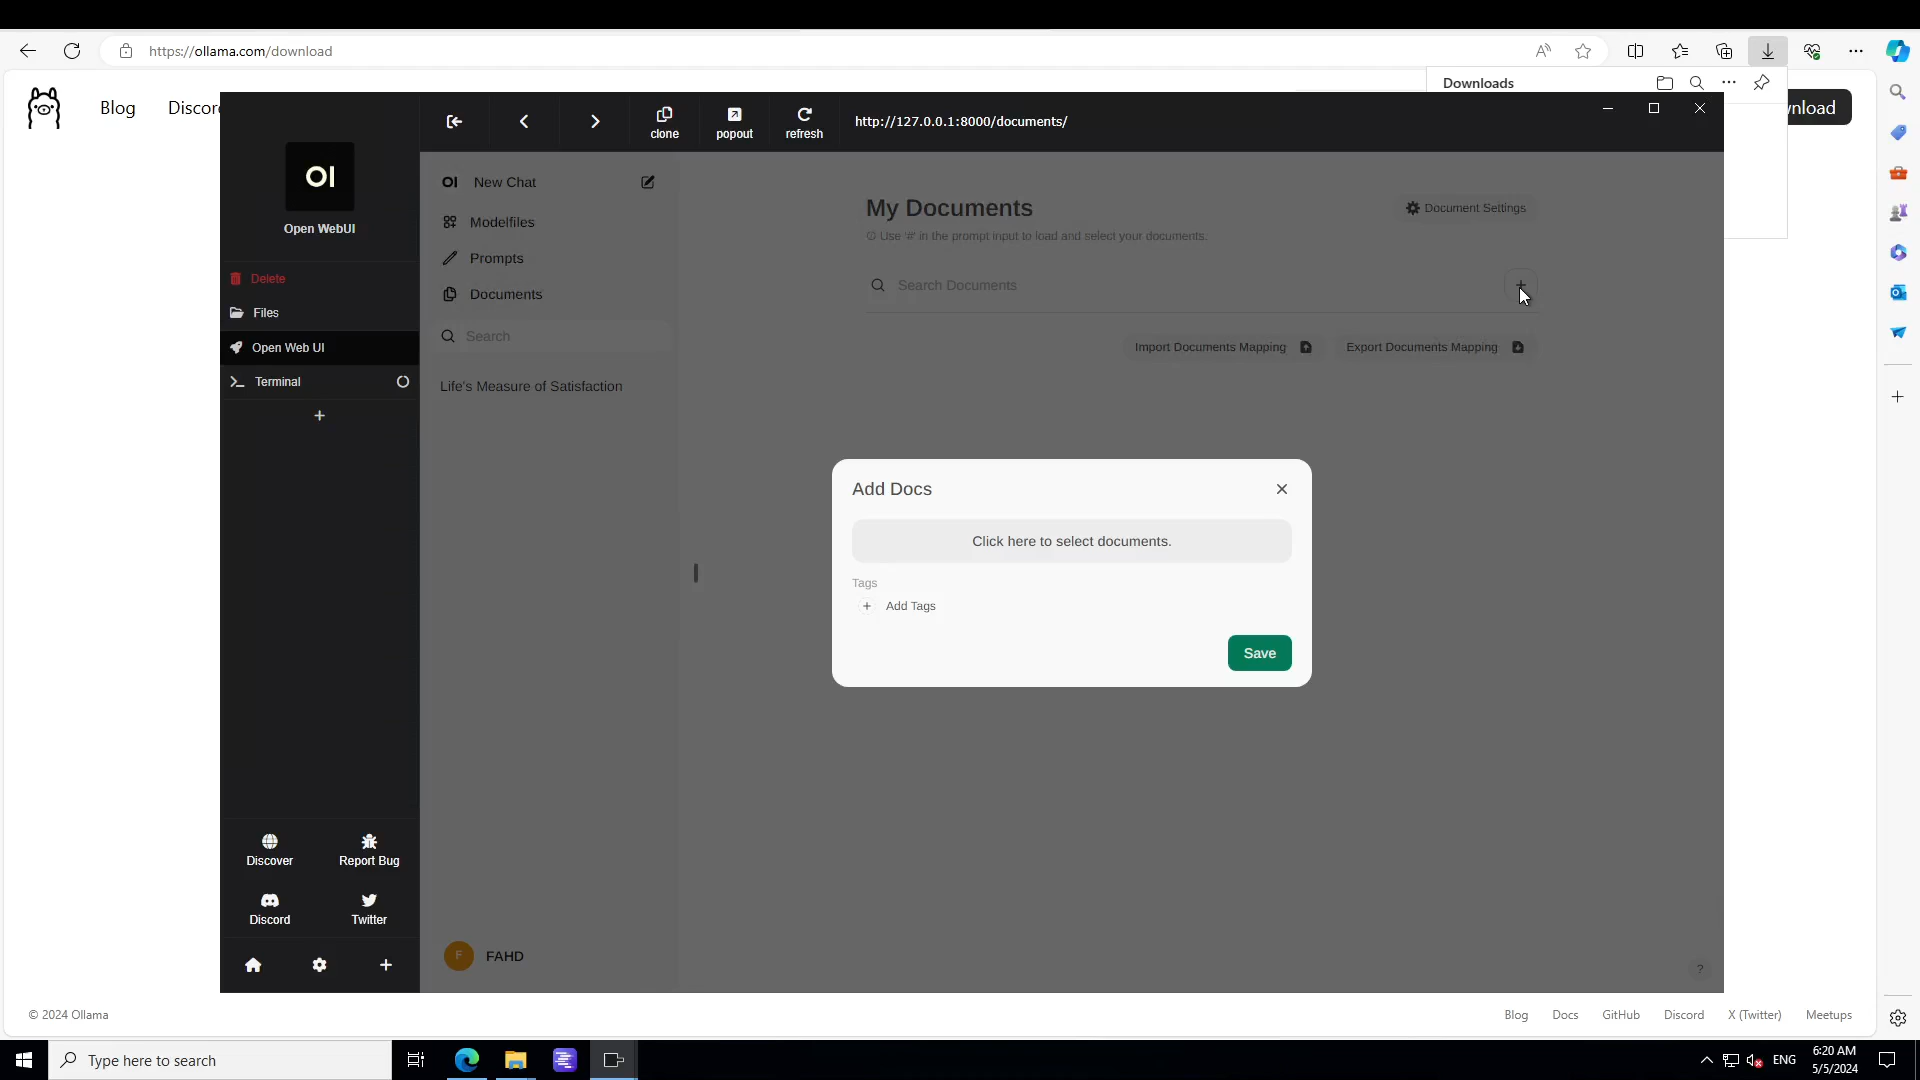 https://ollama.com/download
Downloads
Blog
Discor
nload
OI
Open WebUI
Delete
Files
Open Web UI
Terminal
Discover
Report Bug
Discord
Twitter
clone
popout
refresh
http://127.0.0.1:8000/documents/
OI New Chat
Modelfiles
Prompts
Documents
Search
Life's Measure of Satisfaction
F FAHD
My Documents
Document Settings
Use '#' in the prompt input to load and select your documents.
Search Documents
Import Documents Mapping
Export Documents Mapping
Add Docs
Click here to select documents.
Tags
+ Add Tags
Save
?
© 2024 Ollama
Blog
Docs
GitHub
Discord
X (Twitter)
Meetups
Type here to search
ENG
6:20 AM
5/5/2024